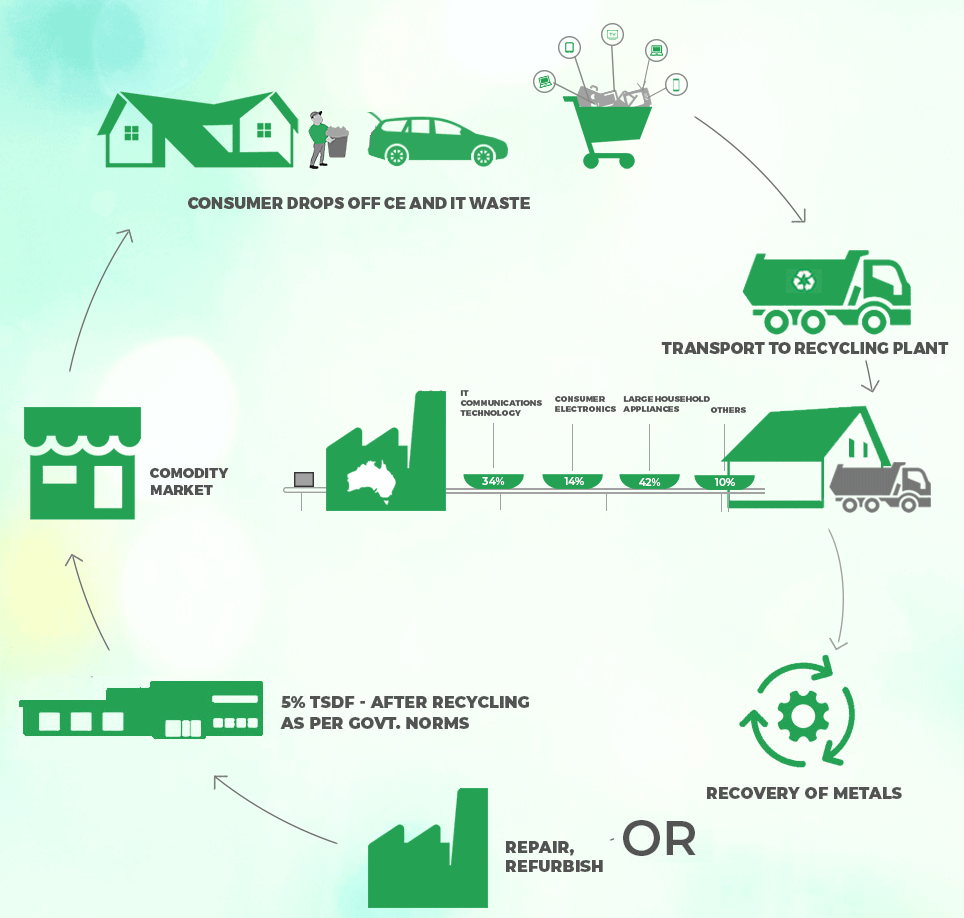 TV
CONSUMER DROPS OFF CE AND IT WASTE
TRANSPORT TO RECYCLING PLANT
IT
COMMUNICATIONS
TECHNOLOGY
CONSUMER
ELECTRONICS
LARGE HOUSEHOLD
APPLIANCES
OTHERS
34%
14%
42%
10%
COMODITY
MARKET
5% TSDF - AFTER RECYCLING
AS PER GOVT. NORMS
RECOVERY OF METALS
OR
REPAIR,
REFURBISH